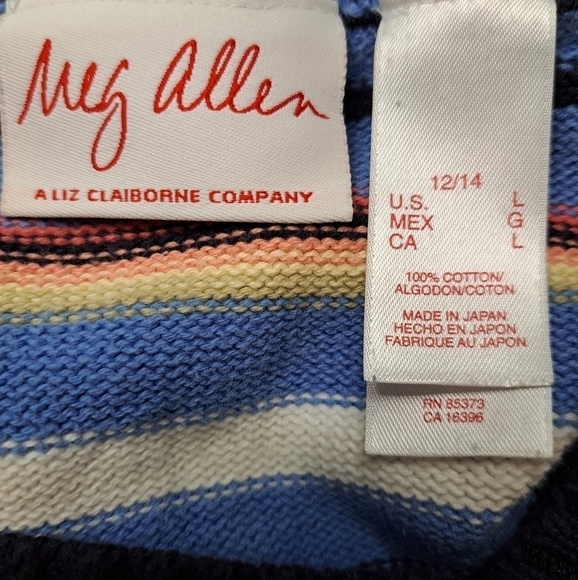 Meg Allen
A LIZ CLAIBORNE COMPANY
12/14
U.S. L
MEX G
CA L
100% COTTON/
ALGODON/COTON
MADE IN JAPAN
HECHO EN JAPON
FABRIQUE AU JAPON
RN 85373
CA 16396